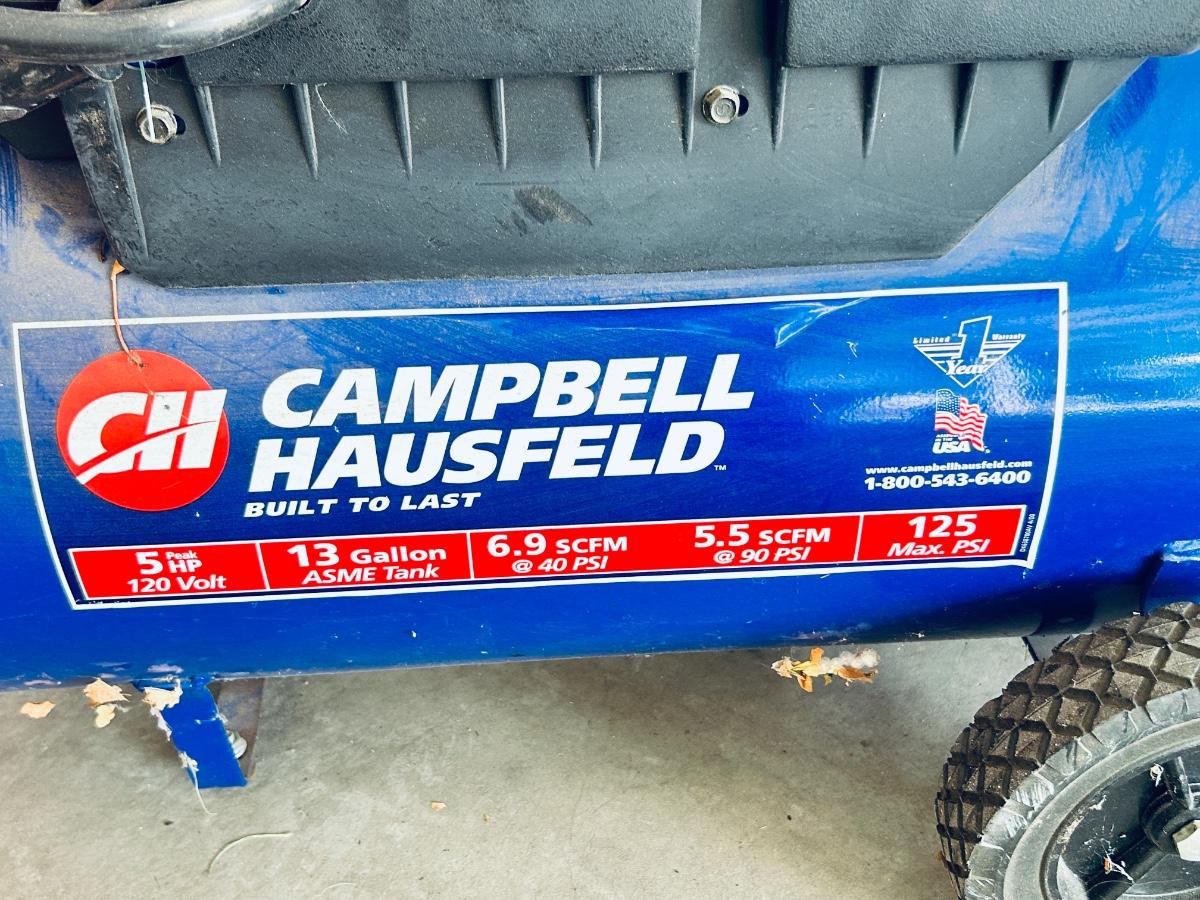 CH
CAMPBELL
HAUSFELD™
BUILT TO LAST
Limited 1 Warranty
Year
USA
www.campbellhausfeld.com
1-800-543-6400
5 Peak HP
120 Volt
13 Gallon
ASME Tank
6.9 SCFM
@ 40 PSI
5.5 SCFM
@ 90 PSI
125
Max. PSI